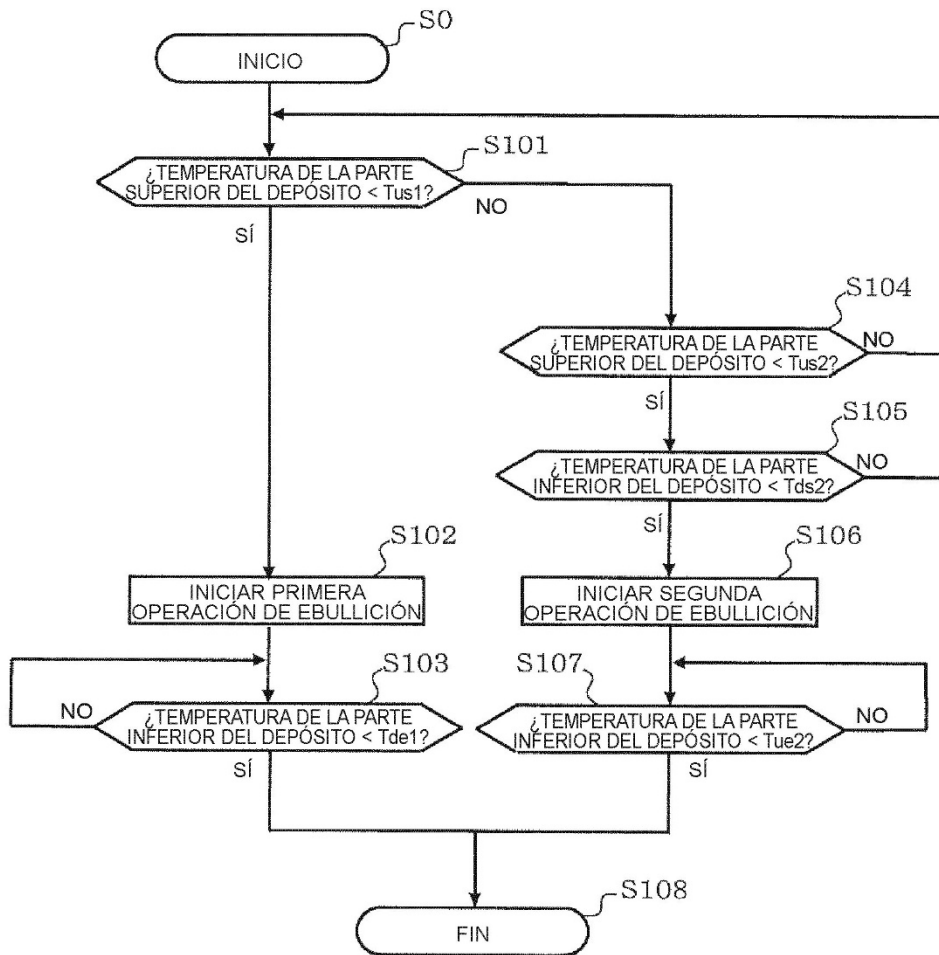 S0
INICIO
S101
¿TEMPERATURA DE LA PARTE
SUPERIOR DEL DEPÓSITO < Tus1?
NO
SÍ
S104
¿TEMPERATURA DE LA PARTE
SUPERIOR DEL DEPÓSITO < Tus2?
NO
SÍ
S105
¿TEMPERATURA DE LA PARTE
INFERIOR DEL DEPÓSITO < Tds2?
NO
SÍ
S102
INICIAR PRIMERA
OPERACIÓN DE EBULLICIÓN
S106
INICIAR SEGUNDA
OPERACIÓN DE EBULLICIÓN
S103
¿TEMPERATURA DE LA PARTE
INFERIOR DEL DEPÓSITO < Tde1?
NO
SÍ
S107
¿TEMPERATURA DE LA PARTE
INFERIOR DEL DEPÓSITO < Tue2?
NO
SÍ
S108
FIN